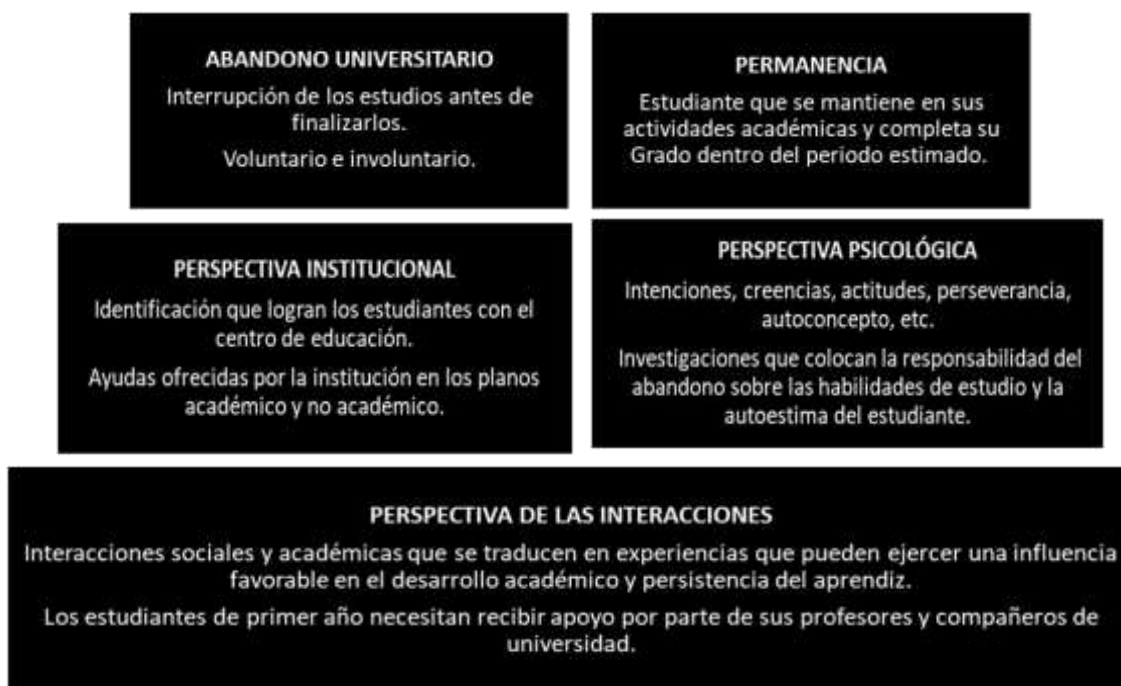 ABANDONO UNIVERSITARIO
Interrupción de los estudios antes de
finalizarlos.
Voluntario e involuntario.
PERMANENCIA
Estudiante que se mantiene en sus
actividades académicas y completa su
Grado dentro del periodo estimado.
PERSPECTIVA INSTITUCIONAL
Identificación que logran los estudiantes con el
centro de educación.
Ayudas ofrecidas por la institución en los planos
académico y no académico.
PERSPECTIVA PSICOLÓGICA
Intenciones, creencias, actitudes, perseverancia,
autoconcepto, etc.
Investigaciones que colocan la responsabilidad del
abandono sobre las habilidades de estudio y la
autoestima del estudiante.
PERSPECTIVA DE LAS INTERACCIONES
Interacciones sociales y académicas que se traducen en experiencias que pueden ejercer una influencia
favorable en el desarrollo académico y persistencia del aprendiz.
Los estudiantes de primer año necesitan recibir apoyo por parte de sus profesores y compañeros de
universidad.